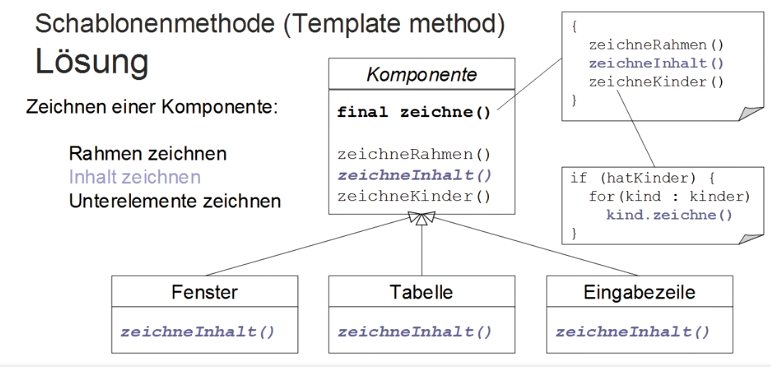 Schablonenmethode (Template method)
Lösung
Zeichnen einer Komponente:
Rahmen zeichnen
Inhalt zeichnen
Unterelemente zeichnen
Komponente
final zeichne()
zeichneRahmen()
zeichneInhalt()
zeichneKinder()
{
zeichneRahmen()
zeichneInhalt()
zeichneKinder()
}
if (hatKinder) {
for(kind : kinder)
kind.zeichne()
}
Fenster
zeichneInhalt()
Tabelle
zeichneInhalt()
Eingabezeile
zeichneInhalt()